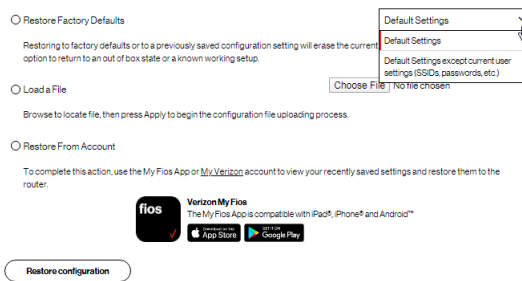 Restore Factory Defaults
Default Settings
Default Settings
Default Settings except current user
settings (SSIDs, passwords, etc.)
Restoring to factory defaults or to a previously saved configuration setting will erase the current
option to return to an out of box state or a known working setup.
Load a File
Choose File No file chosen
Browse to locate file, then press Apply to begin the configuration file uploading process.
Restore From Account
To complete this action, use the My Fios App or My Verizon account to view your recently saved settings and restore them to the
router.
fios
Verizon My Fios
The My Fios App is compatible with iPad®, iPhone® and Android™
Download on the
App Store
GET IT ON
Google Play
Restore configuration